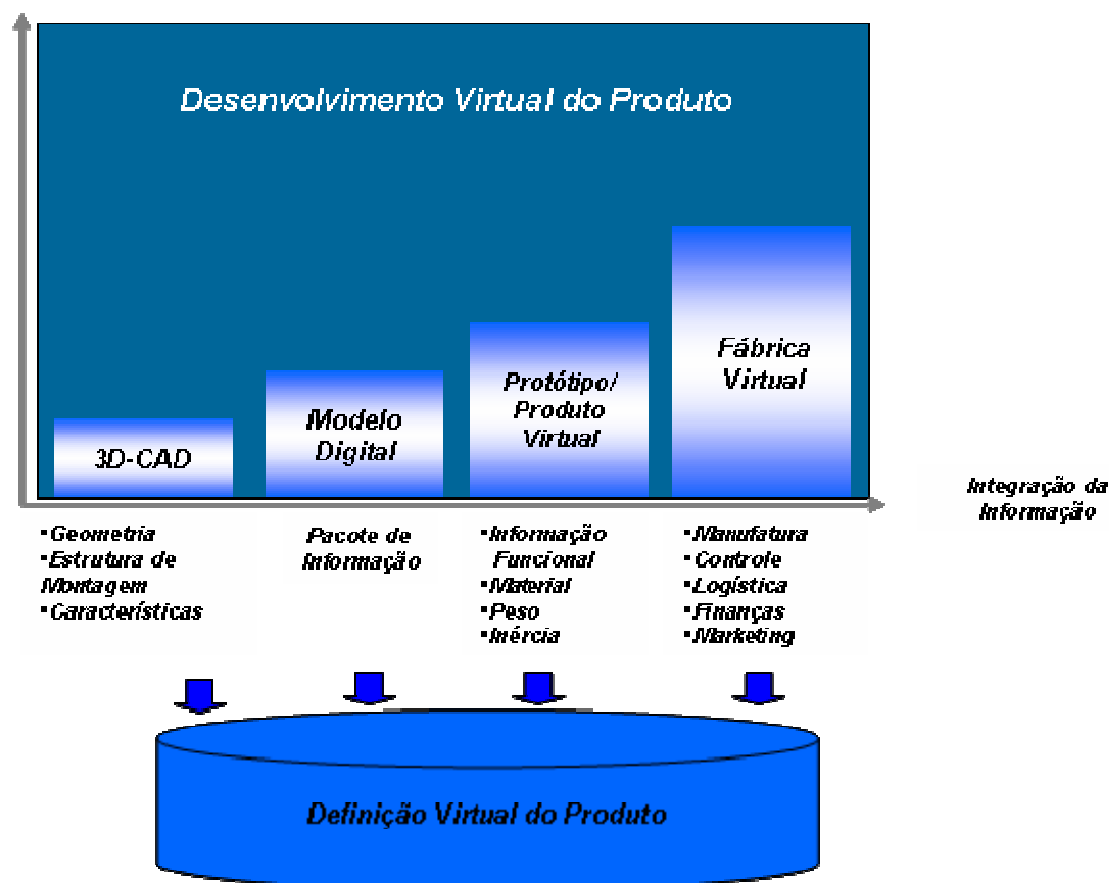 Desenvolvimento Virtual do Produto
3D-CAD
Modelo
Digital
Protótipo/
Produto
Virtual
Fábrica
Virtual
Integração da
Informação
•Geometria
•Estrutura de
Montagem
•Características
Pacote de
Informação
•Informação
Funcional
•Material
•Peso
•Inércia
•Manufatura
•Controle
•Logística
•Finanças
•Marketing
Definição Virtual do Produto